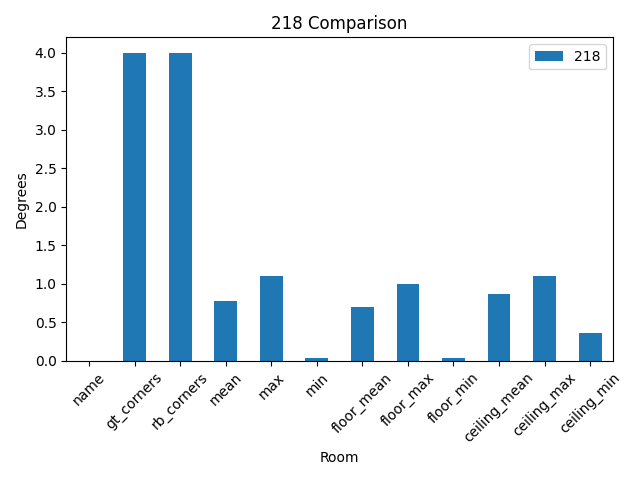 218 Comparison
218
Degrees
4.0
3.5
3.0
2.5
2.0
1.5
1.0
0.5
0.0
name
gt_corners
rb_corners
mean
max
min
floor_mean
floor_max
floor_min
ceiling_mean
ceiling_max
ceiling_min
Room